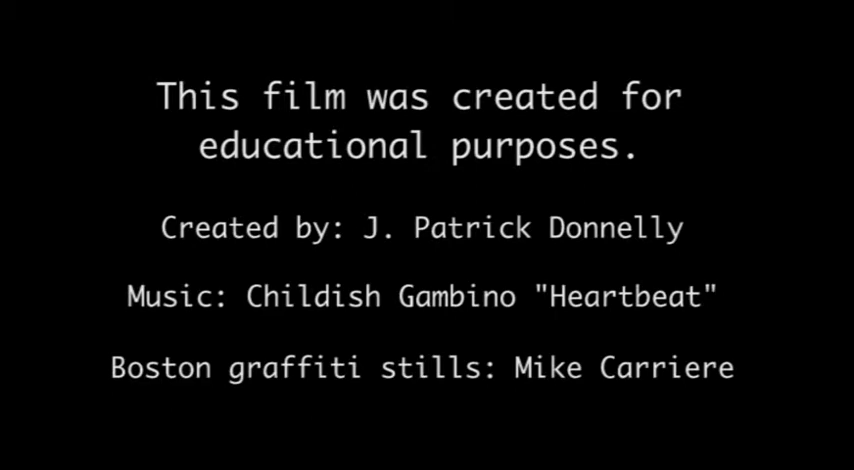 This film was created for
educational purposes.
Created by: J. Patrick Donnelly
Music: Childish Gambino "Heartbeat"
Boston graffiti stills: Mike Carriere